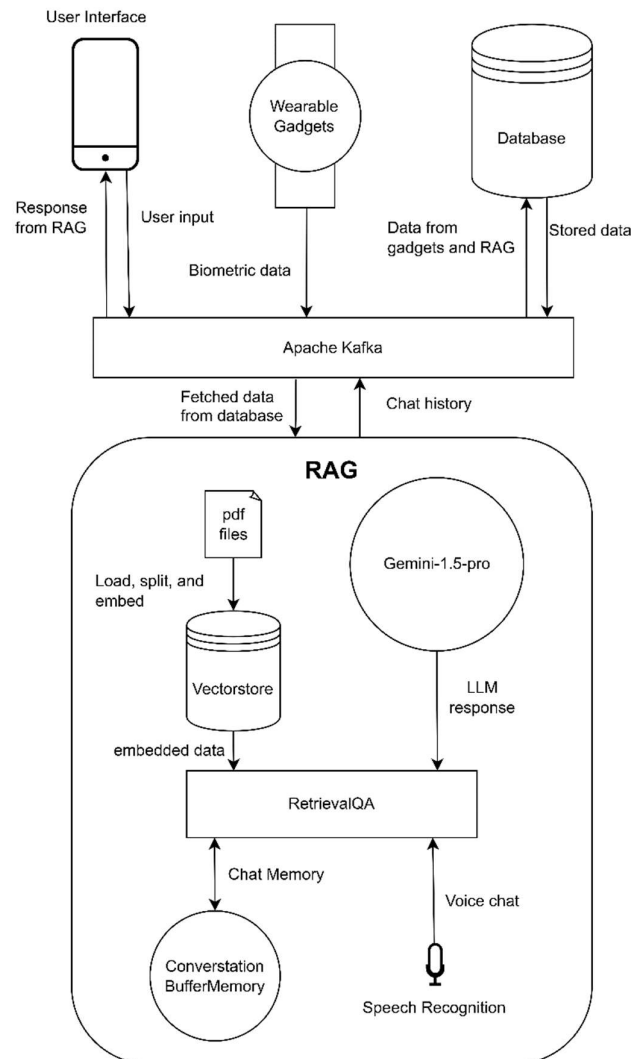 User Interface
Wearable
Gadgets
Database
Response
from RAG
User input
Biometric data
Data from
gadgets and RAG
Stored data
Apache Kafka
Fetched data
from database
Chat history
RAG
pdf
files
Gemini-1.5-pro
Load, split, and
embed
Vectorstore
LLM
response
embedded data
RetrievalQA
Chat Memory
Voice chat
Converstation
BufferMemory
Speech Recognition